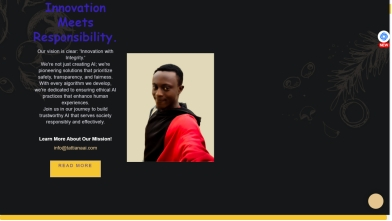 Innovation
Meets
Responsibility.
Our vision is clear: 'Innovation with
Integrity.'
We're not just creating AI; we're
pioneering solutions that prioritize
safety, transparency, and fairness.
With every algorithm we develop,
we're dedicated to ensuring ethical AI
practices that enhance human
experiences.
Join us in our journey to build
trustworthy AI that serves society
responsibly and effectively.
Learn More About Our Mission!
READ MORE
NEW